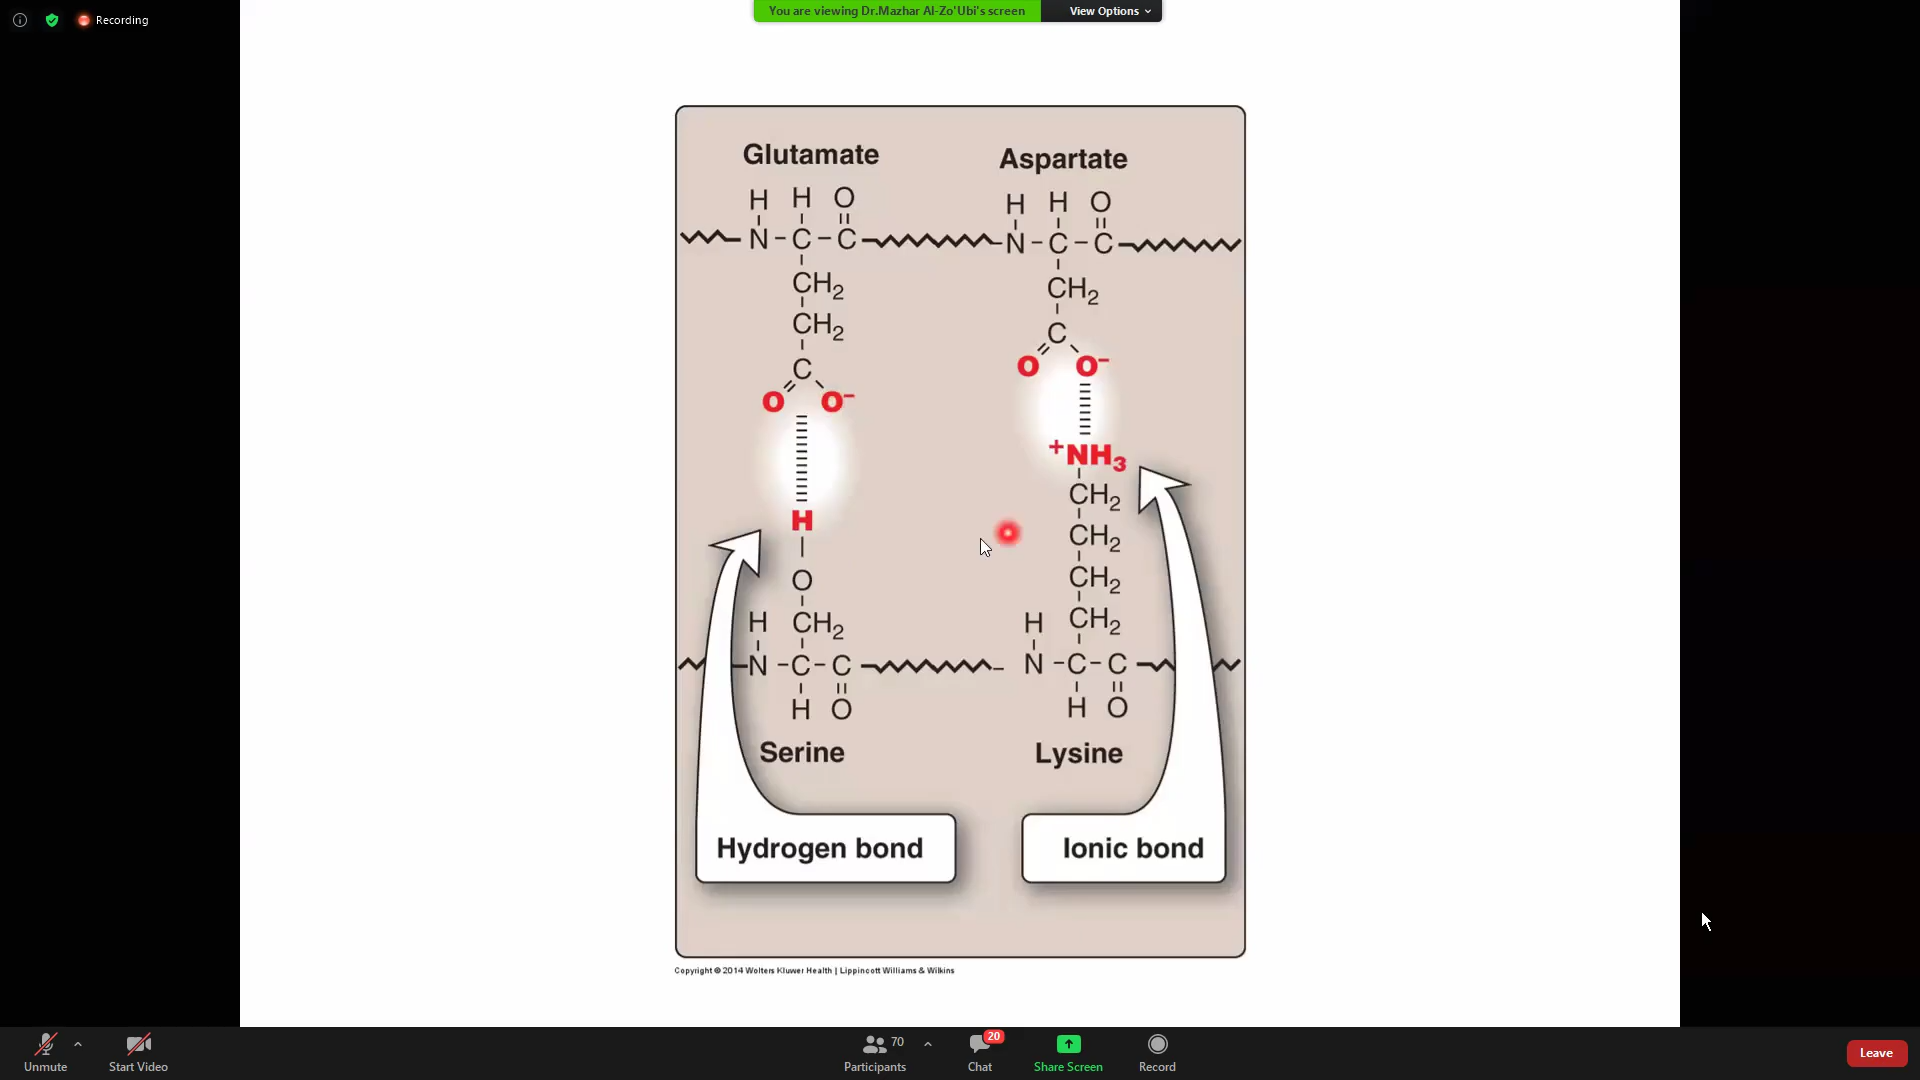 Recording
You are viewing Dr.Mazhar Al-Zo'Ubi's screen
View Options
Glutamate
Aspartate
H H O
H H O
N - C - C
N - C - C
CH2
CH2
CH2
C
C
O O−
O O−
+NH3
CH2
H
CH2
O
CH2
H CH2
H CH2
N - C - C
N - C - C
H O
H O
Serine
Lysine
Hydrogen bond
Ionic bond
Copyright © 2014 Wolters Kluwer Health | Lippincott Williams & Wilkins
Unmute
Start Video
70
Participants
20
Chat
Share Screen
Record
Leave